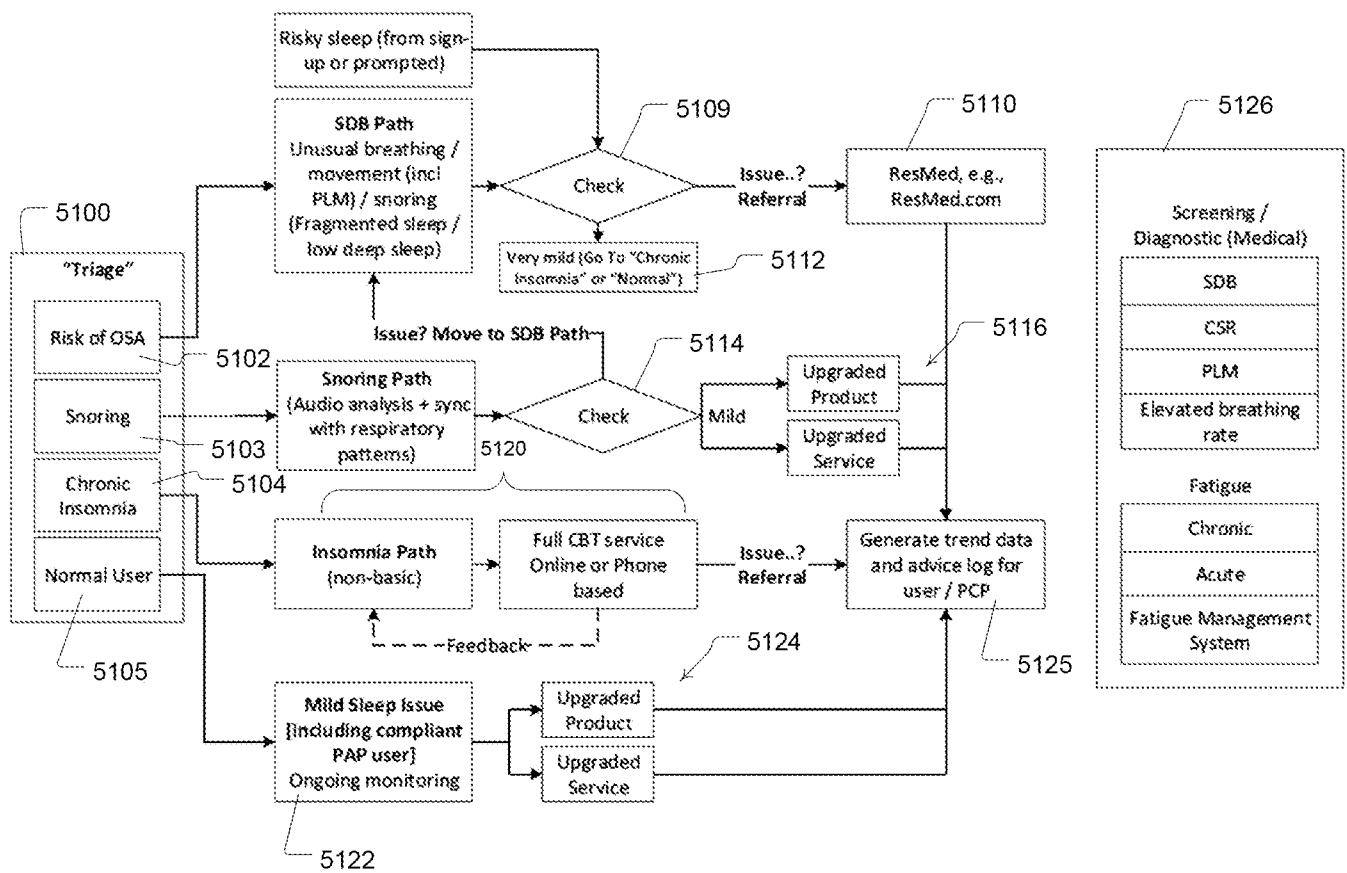 Risky sleep (from sign-
up or prompted)
5109
5110
5126
SDB Path
Unusual breathing /
movement (incl
PLM) / snoring
(Fragmented sleep /
low deep sleep)
Check
Issue..?
Referral
ResMed, e.g.,
ResMed.com
Screening /
Diagnostic (Medical)
SDB
CSR
PLM
Elevated breathing
rate
Fatigue
Chronic
Acute
Fatigue Management
System
5100
"Triage"
Risk of OSA
5102
Snoring
5103
Chronic
Insomnia
5104
Normal User
5105
Very mild (Go To "Chronic
Insomnia" or "Normal")
5112
Issue? Move to SDB Path
5114
5116
Snoring Path
(Audio analysis + sync
with respiratory
patterns)
Check
Mild
Upgraded
Product
Upgraded
Service
5120
Insomnia Path
(non-basic)
Full CBT service
Online or Phone
based
Issue..?
Referral
Generate trend data
and advice log for
user / PCP
5125
Feedback
5124
Mild Sleep Issue
[Including compliant
PAP user]
Ongoing monitoring
5122
Upgraded
Product
Upgraded
Service